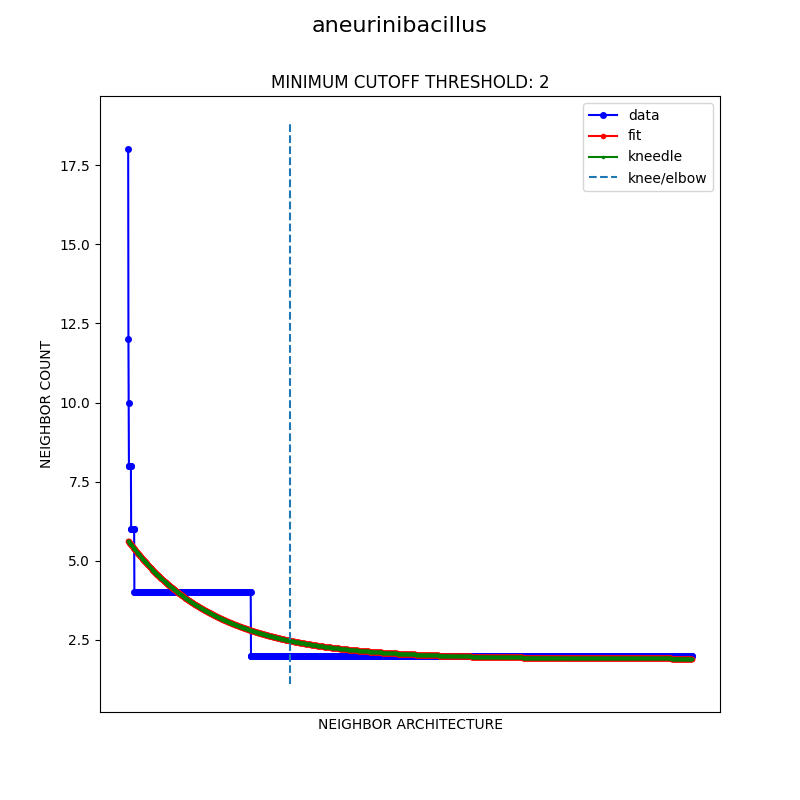 aneurinibacillus
MINIMUM CUTOFF THRESHOLD: 2
data
fit
kneedle
knee/elbow
17.5
15.0
12.5
10.0
7.5
5.0
2.5
NEIGHBOR COUNT
NEIGHBOR ARCHITECTURE